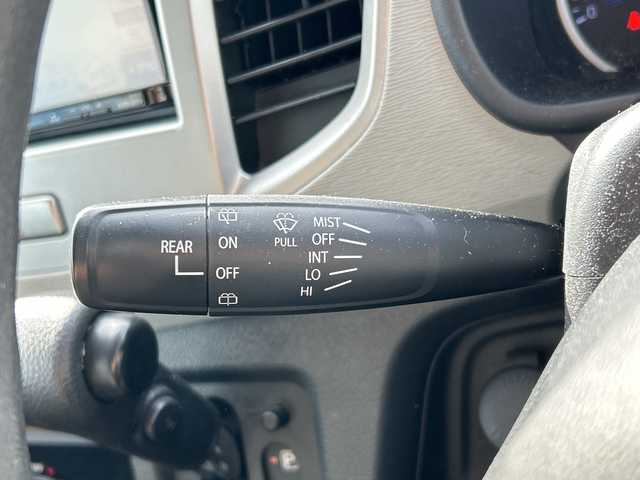 REAR
ON
OFF
PULL
MIST
OFF
INT
LO
HI